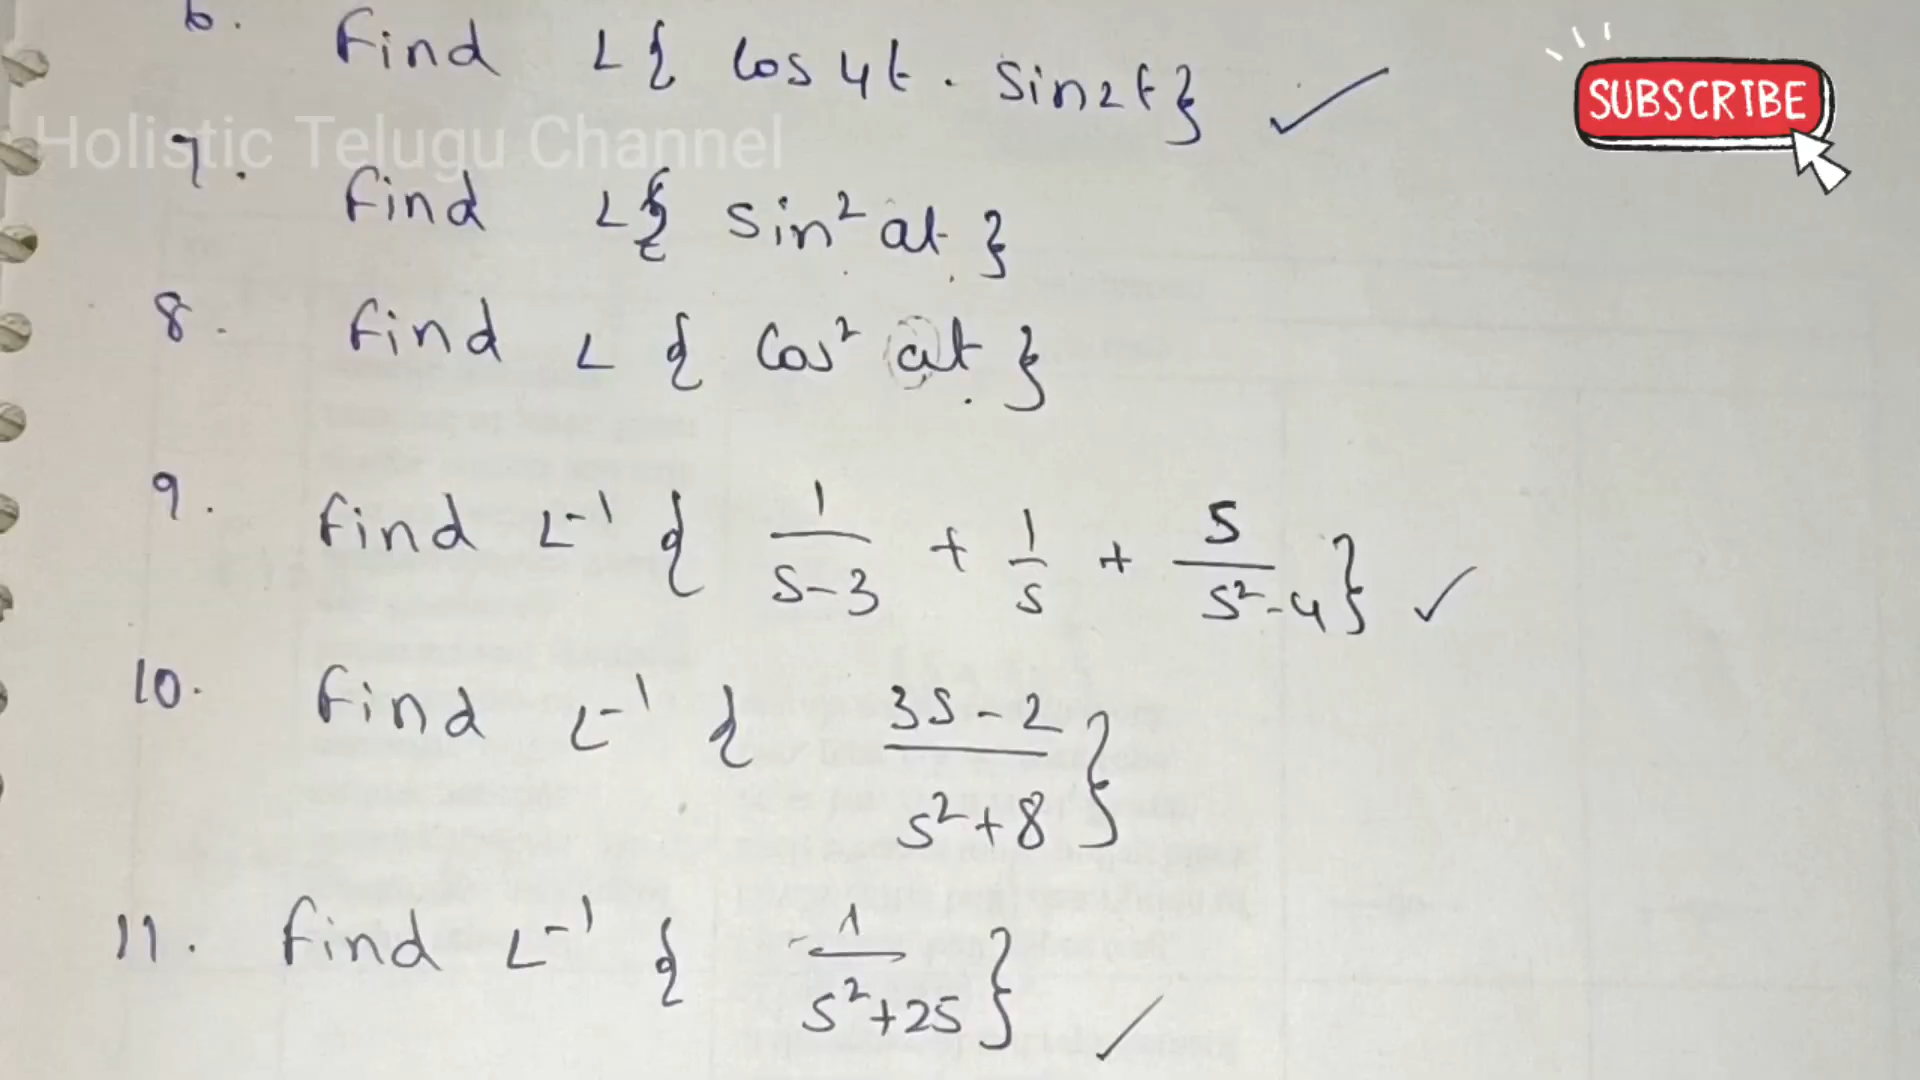 6. Find L{ Cos 4t . Sin2t}
SUBSCRIBE
Holistic Telugu Channel
7. Find L{ Sin² at }
8. Find L { Cos² at }
9. Find L⁻¹ { 1/(S-3) + 1/S + S/(S²-4) }
10. Find L⁻¹ { (3S-2)/(S²+8) }
11. Find L⁻¹ { 1/(S²+25) }